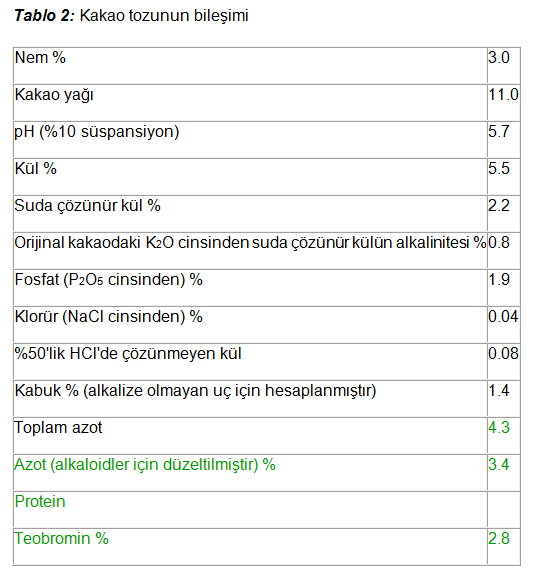 Tablo 2: Kakao tozunun bileşimi
Nem % 3.0
Kakao yağı 11.0
pH (%10 süspansiyon) 5.7
Kül % 5.5
Suda çözünür kül % 2.2
Orijinal kakaodaki K2O cinsinden suda çözünür külün alkalinitesi % 0.8
Fosfat (P2O5 cinsinden) % 1.9
Klorür (NaCl cinsinden) % 0.04
%50'lik HCl'de çözünmeyen kül 0.08
Kabuk % (alkalize olmayan uç için hesaplanmıştır) 1.4
Toplam azot 4.3
Azot (alkaloidler için düzeltilmiştir) % 3.4
Protein
Teobromin % 2.8